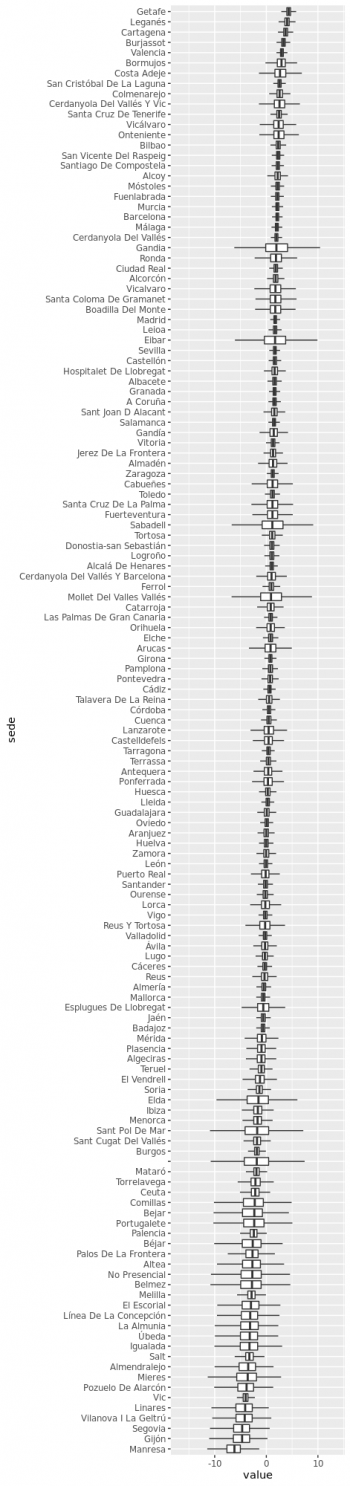 Getafe
Leganés
Cartagena
Burjassot
Valencia
Bormujos
Costa Adeje
San Cristóbal De La Laguna
Colmenarejo
Cerdanyola Del Vallés Y Vic
Santa Cruz De Tenerife
Vicálvaro
Onteniente
Bilbao
San Vicente Del Raspeig
Santiago De Compostela
Alcoy
Móstoles
Fuenlabrada
Murcia
Barcelona
Málaga
Cerdanyola Del Vallés
Gandia
Ronda
Ciudad Real
Alcorcón
Vicalvaro
Santa Coloma De Gramanet
Boadilla Del Monte
Madrid
Leioa
Eibar
Sevilla
Castellón
Hospitalet De Llobregat
Albacete
Granada
A Coruña
Sant Joan D Alacant
Salamanca
Gandía
Vitoria
Jerez De La Frontera
Almadén
Zaragoza
Cabueñes
Toledo
Santa Cruz De La Palma
Fuerteventura
Sabadell
Tortosa
Donostia-san Sebastián
Logroño
Alcalá De Henares
Cerdanyola Del Vallés Y Barcelona
Ferrol
Mollet Del Valles Vallés
Catarroja
Las Palmas De Gran Canaria
Orihuela
Elche
Arucas
Girona
Pamplona
Pontevedra
Cádiz
Talavera De La Reina
Córdoba
Cuenca
Lanzarote
Castelldefels
Tarragona
Terrassa
Antequera
Ponferrada
Huesca
Lleida
Guadalajara
Oviedo
Aranjuez
Huelva
Zamora
León
Puerto Real
Santander
Ourense
Lorca
Vigo
Reus Y Tortosa
Valladolid
Ávila
Lugo
Cáceres
Reus
Almería
Mallorca
Esplugues De Llobregat
Jaén
Badajoz
Mérida
Plasencia
Algeciras
Teruel
El Vendrell
Soria
Elda
Ibiza
Menorca
Sant Pol De Mar
Sant Cugat Del Vallés
Burgos
Mataró
Torrelavega
Ceuta
Comillas
Bejar
Portugalete
Palencia
Béjar
Palos De La Frontera
Altea
No Presencial
Belmez
Melilla
El Escorial
Línea De La Concepción
La Almunia
Úbeda
Igualada
Salt
Almendralejo
Mieres
Pozuelo De Alarcón
Vic
Linares
Vilanova I La Geltrú
Segovia
Gijón
Manresa
sede
-10 0 10
value